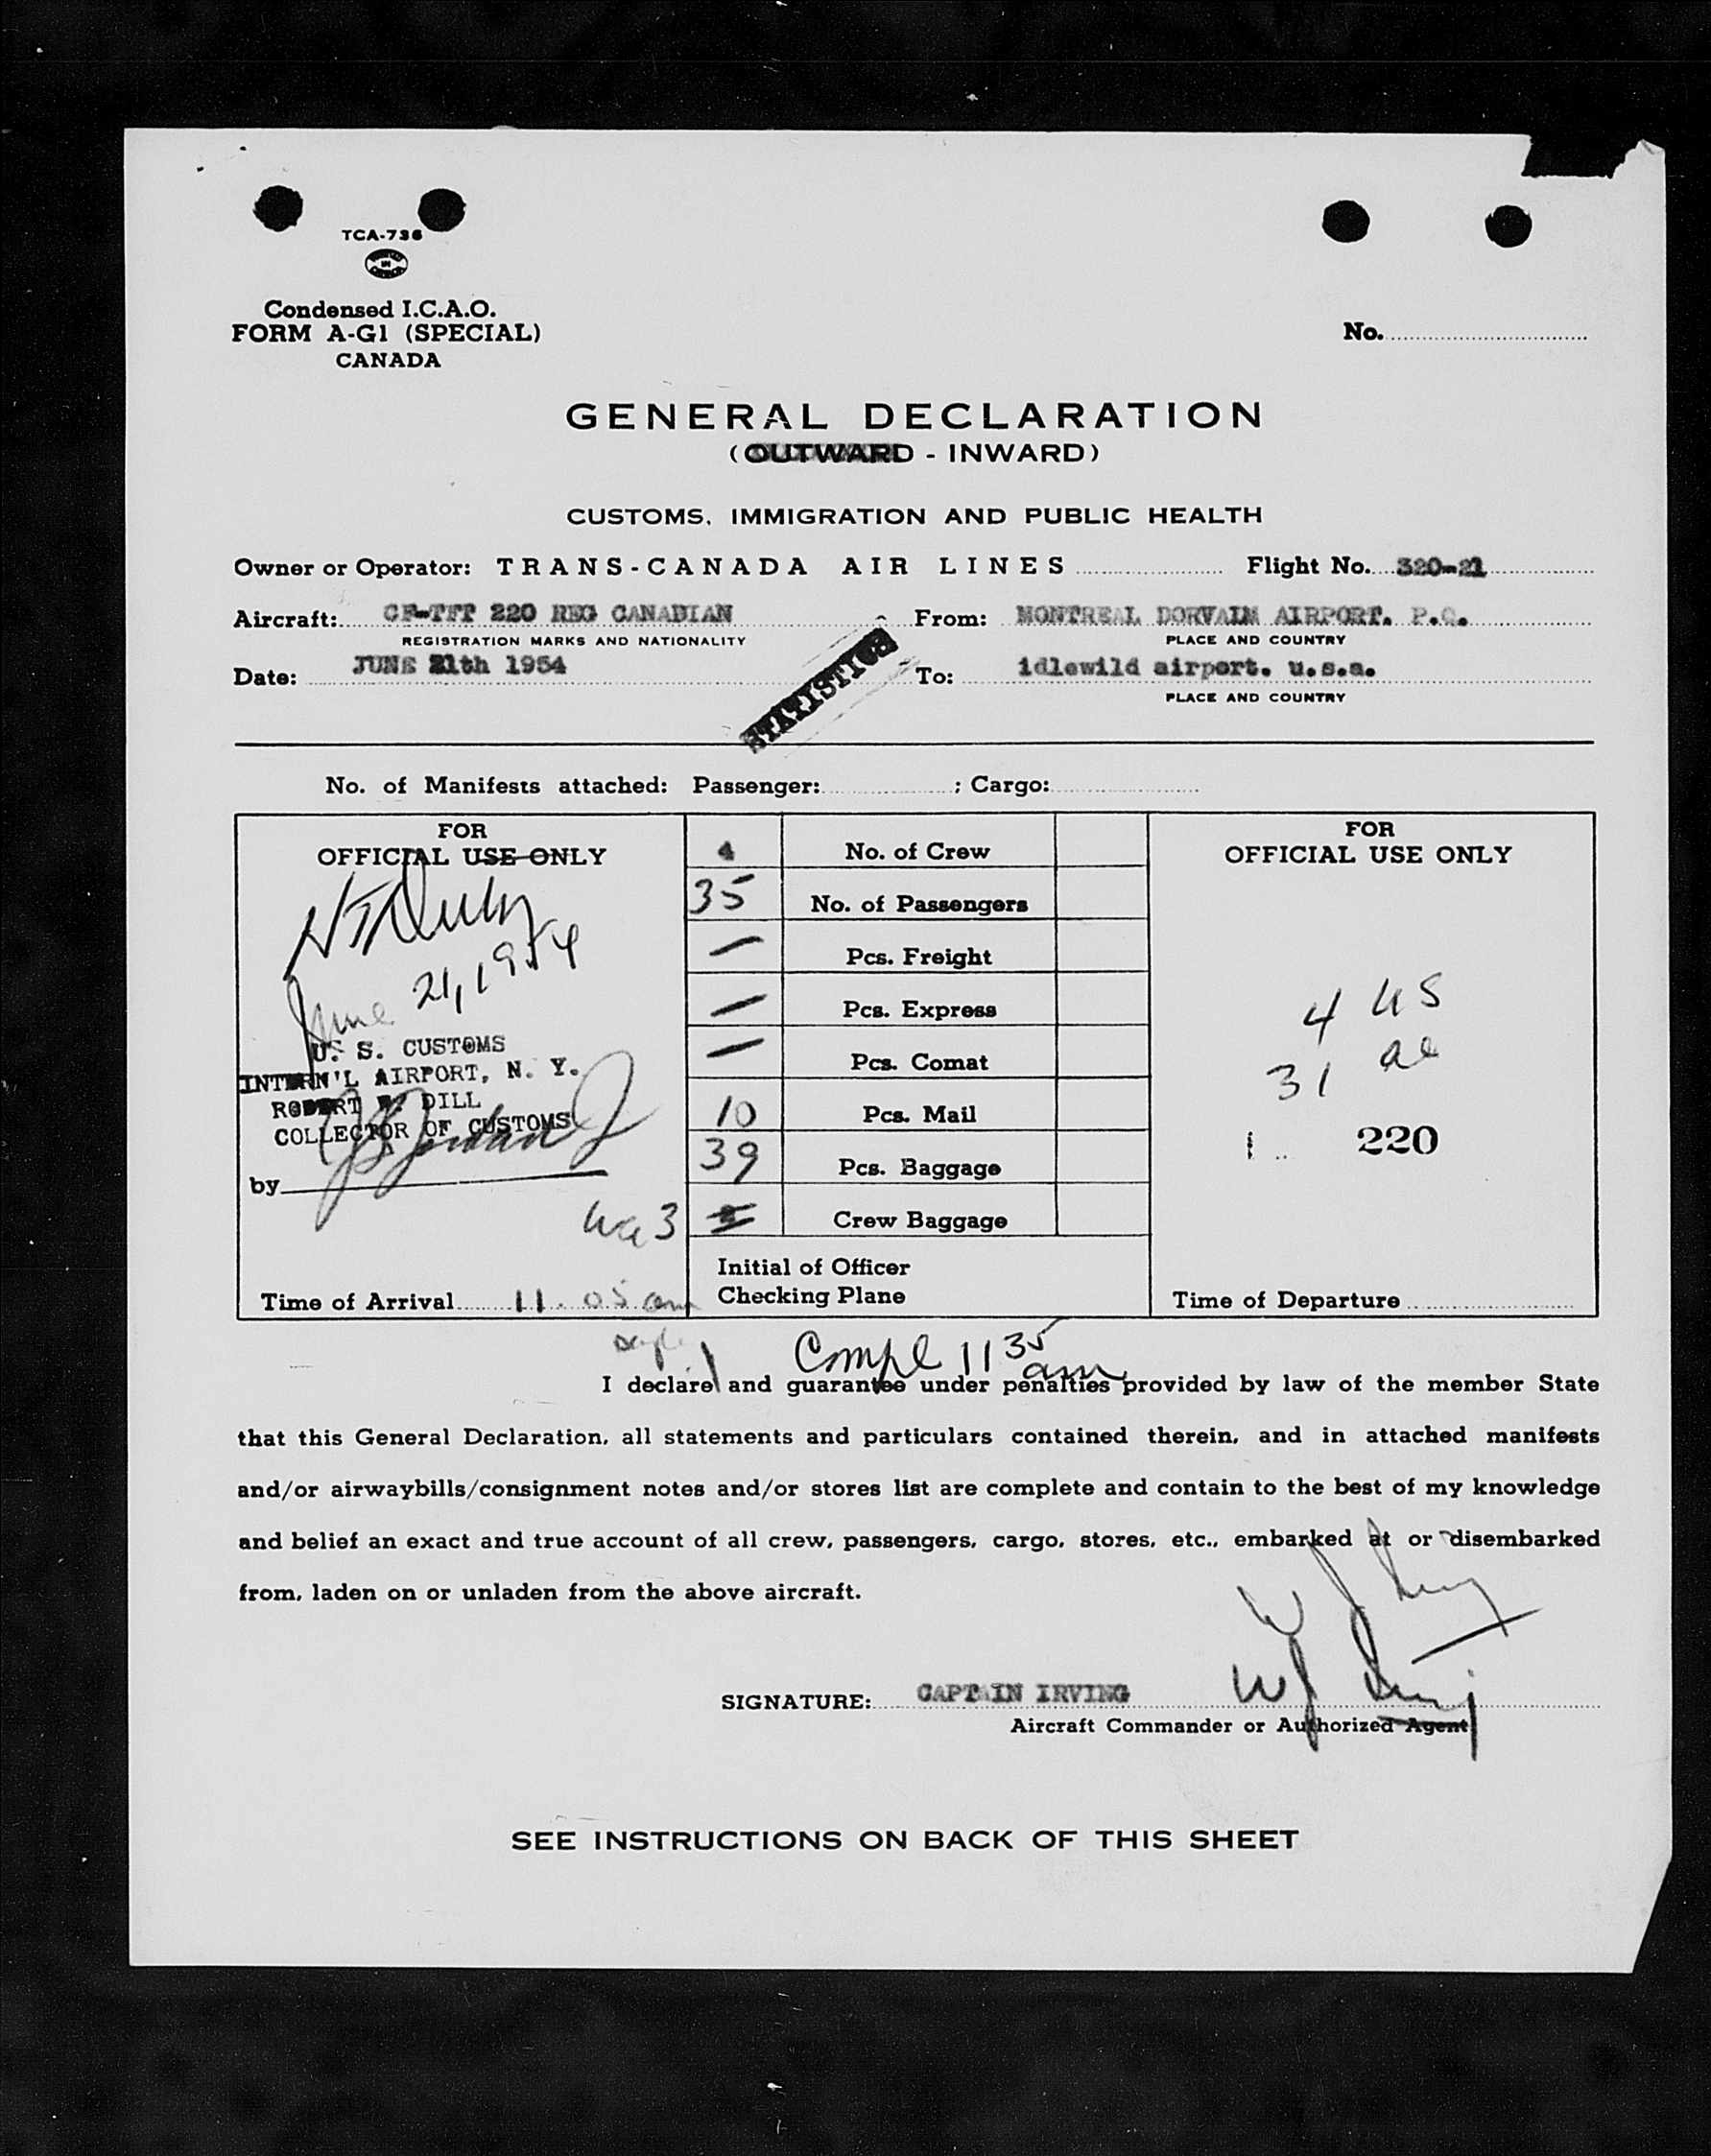 TCA-736
Condensed I.C.A.O.
FORM A-G1 (SPECIAL)
CANADA
No.
GENERAL DECLARATION
(OUTWARD - INWARD)
CUSTOMS, IMMIGRATION AND PUBLIC HEALTH
Owner or Operator: TRANS-CANADA AIR LINES Flight No. 320-21
Aircraft: CF-TFT 220 REG CANADIAN From: MONTREAL DORVALM AIRPORT. P.Q.
REGISTRATION MARKS AND NATIONALITY PLACE AND COUNTRY
Date: JUNE 21th 1954 To: idlewild airport. u.s.a.
PLACE AND COUNTRY
STATISTICS
No. of Manifests attached: Passenger: ; Cargo:
FOR
OFFICIAL USE ONLY
June 21, 1954
U. S. CUSTOMS
INTERN'L AIRPORT, N. Y.
ROBERT W. DILL
COLLECTOR OF CUSTOMS
by
3
Time of Arrival 11.05 am
4 No. of Crew
35 No. of Passengers
— Pcs. Freight
— Pcs. Express
— Pcs. Comat
10 Pcs. Mail
39 Pcs. Baggage
Crew Baggage
Initial of Officer
Checking Plane
FOR
OFFICIAL USE ONLY
4 US
31 al
220
Time of Departure
Compl 11 35 am
I declare and guarantee under penalties provided by law of the member State
that this General Declaration, all statements and particulars contained therein, and in attached manifests
and/or airwaybills/consignment notes and/or stores list are complete and contain to the best of my knowledge
and belief an exact and true account of all crew, passengers, cargo, stores, etc., embarked at or disembarked
from, laden on or unladen from the above aircraft.
SIGNATURE: CAPTAIN IRVING
Aircraft Commander or Authorized Agent
SEE INSTRUCTIONS ON BACK OF THIS SHEET